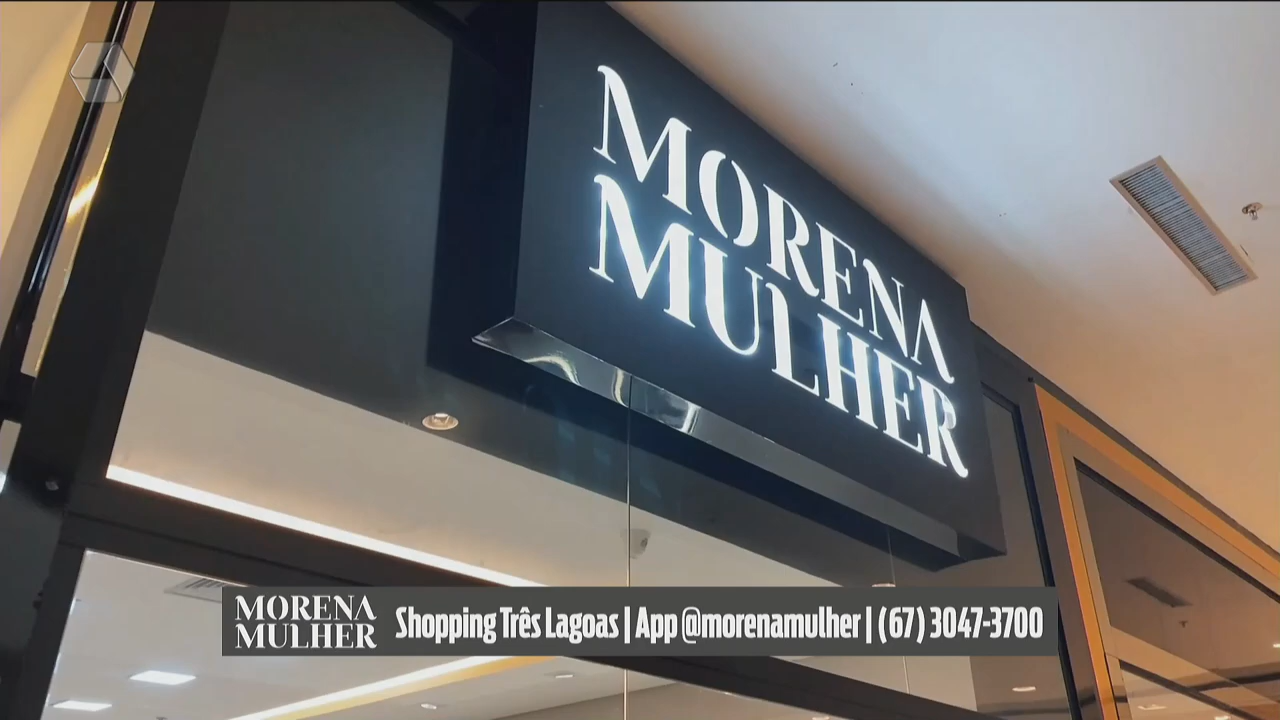 MORENA
MULHER
MORENA
MULHER
Shopping Três Lagoas | App @morenamulher | (67) 3047-3700